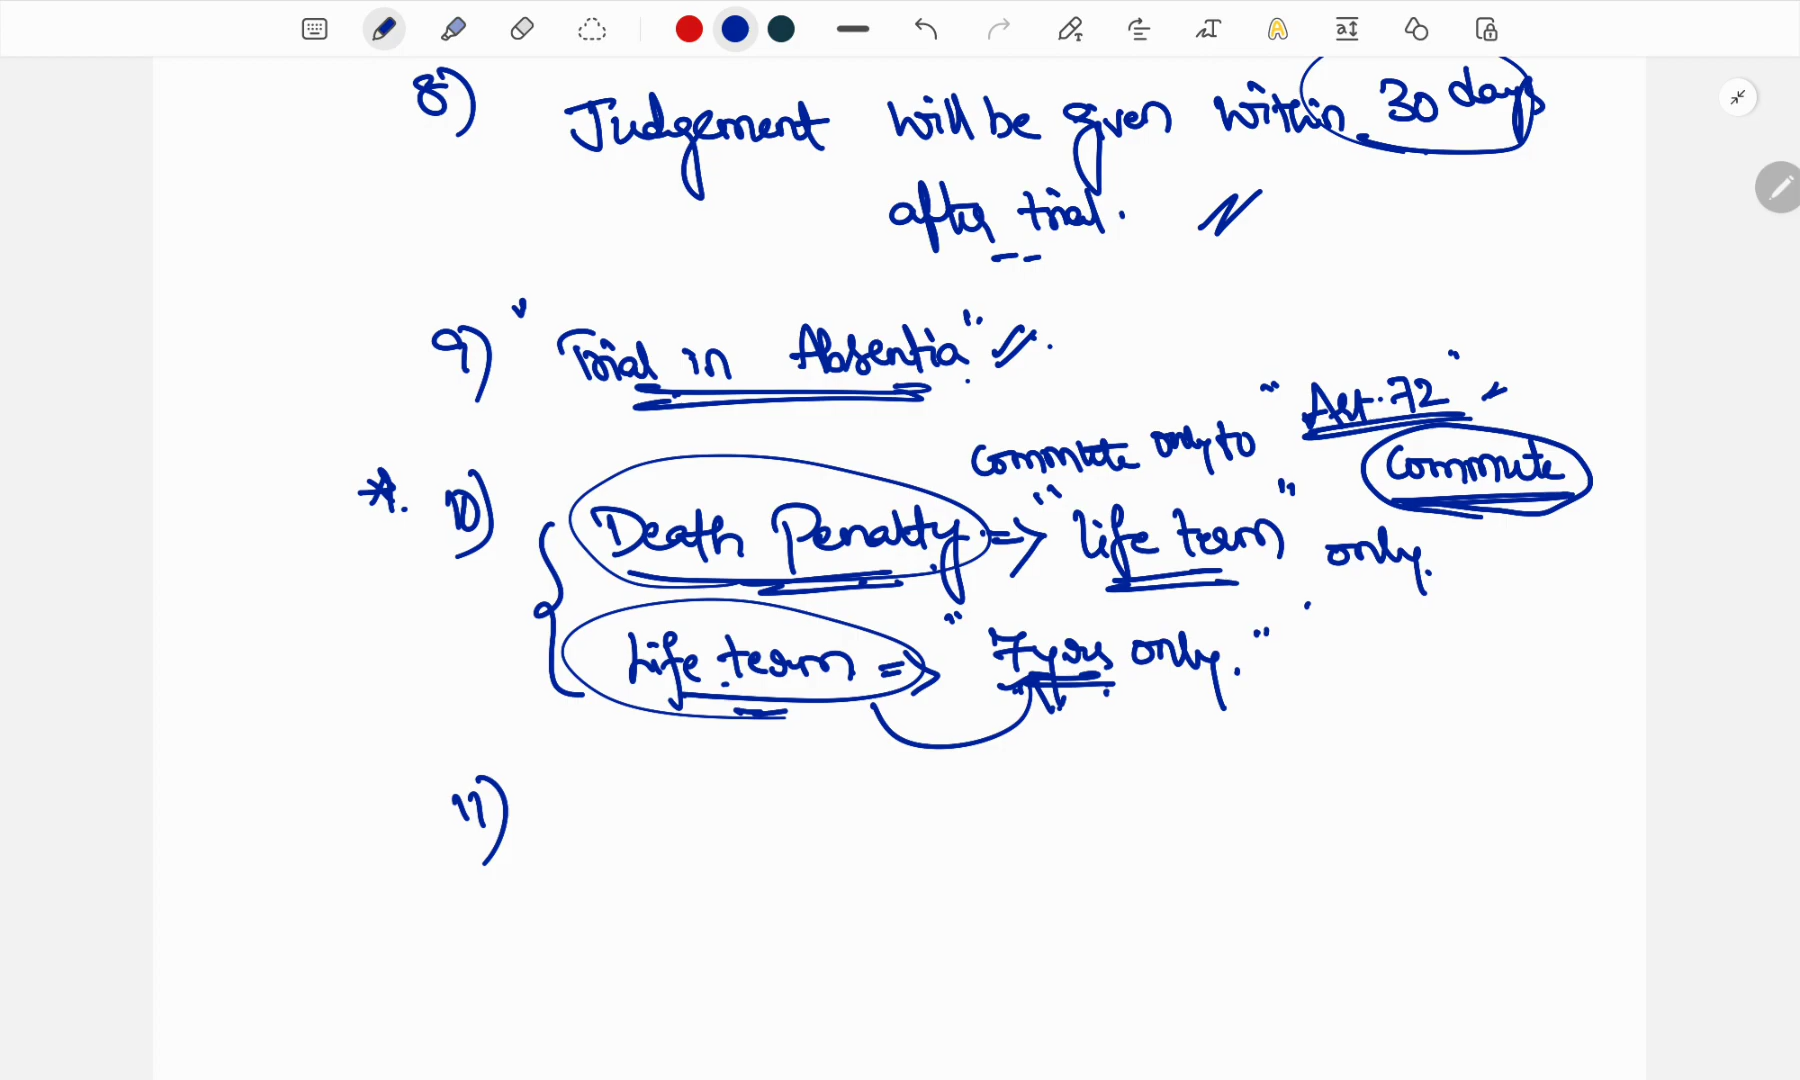 8) Judgement will be given within 30 days
after trial.
9) "Trial in Absentia"
"Art. 72"
Commute only to Commute
*. 10) Death Penalty => "life term" only.
Life term => "7yrs only."
11)